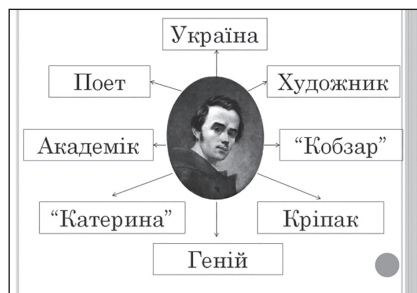 Україна
Поет
Художник
Академік
“Кобзар”
“Катерина”
Кріпак
Геній